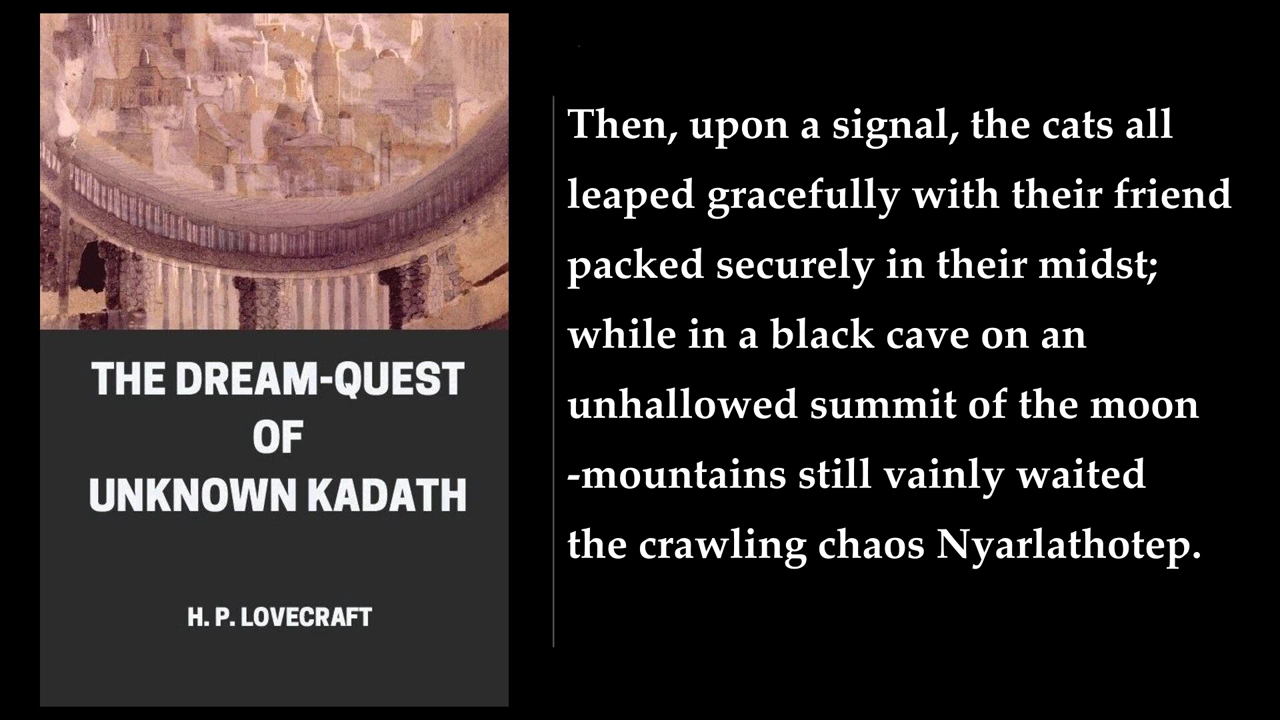 THE DREAM-QUEST
OF
UNKNOWN KADATH
H. P. LOVECRAFT
Then, upon a signal, the cats all
leaped gracefully with their friend
packed securely in their midst;
while in a black cave on an
unhallowed summit of the moon
-mountains still vainly waited
the crawling chaos Nyarlathotep.